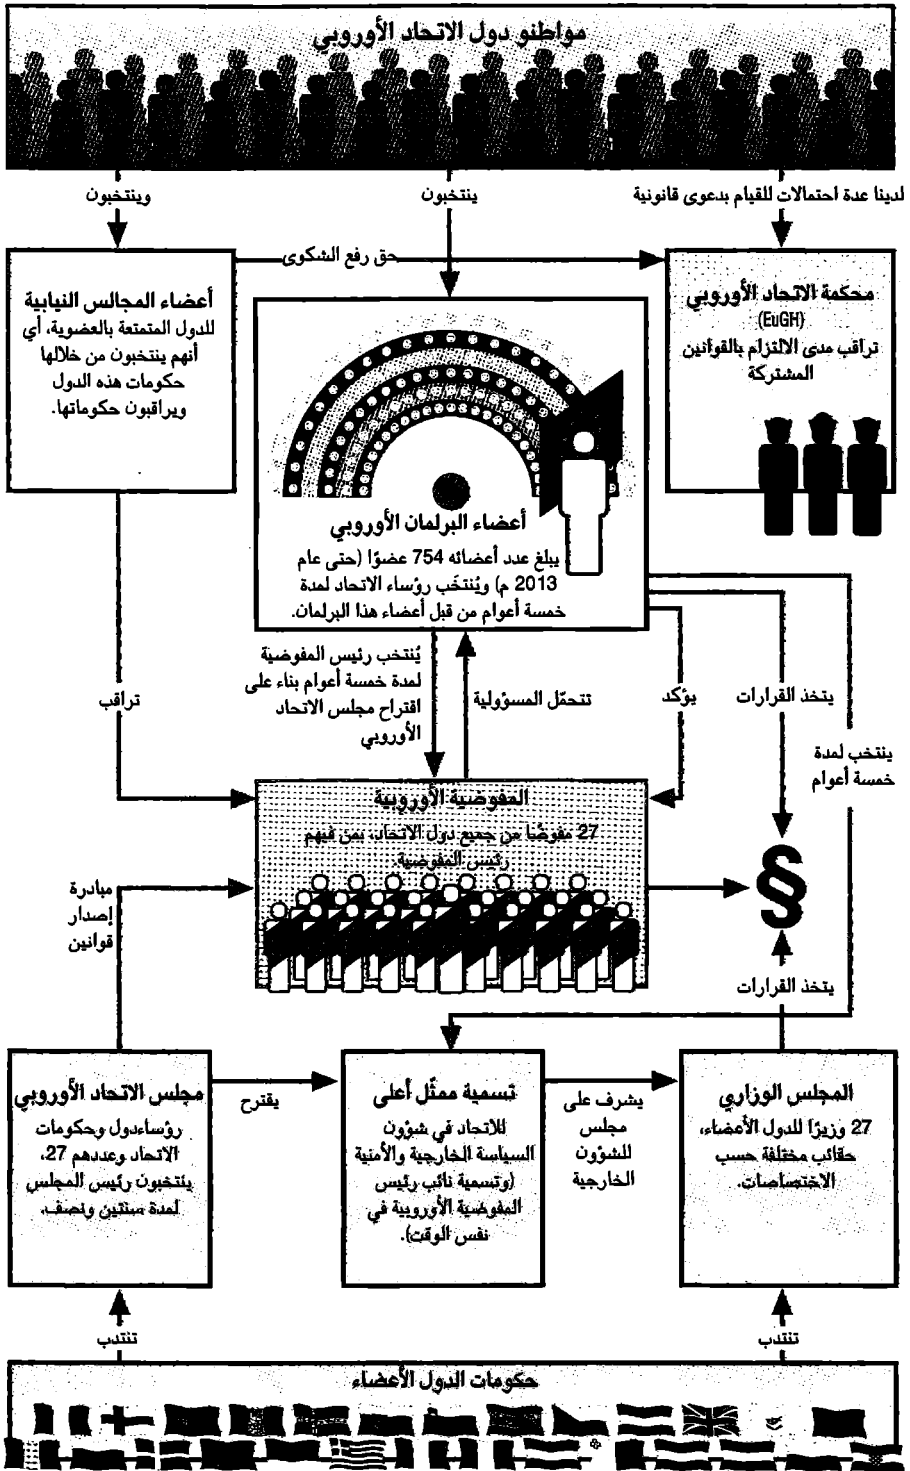 مواطنو دول الاتحاد الأوروبي
لدينا عدة احتمالات للقيام بدعوى قانونية
ينتخبون
وينتخبون
محكمة الاتحاد الأوروبي
(EuGH)
تراقب مدى الالتزام بالقوانين
المشتركة
حق رفع الشكوى
أعضاء المجالس النيابية
للدول المتمتعة بالعضوية، أي
أنهم ينتخبون من خلالها
حكومات هذه الدول
ويراقبون حكوماتها.
أعضاء البرلمان الأوروبي
يبلغ عدد أعضائه 754 عضوًا (حتى عام
2013 م) ويُنتخَب رؤساء الاتحاد لمدة
خمسة أعوام من قبل أعضاء هذا البرلمان.
ينتخب لمدة
خمسة أعوام
يتخذ القرارات
يؤكد
تتحمّل المسؤولية
يُنتخب رئيس المفوضية
لمدة خمسة أعوام بناء على
اقتراح مجلس الاتحاد
الأوروبي
تراقب
المفوضية الأوروبية
27 مفوضًا من جميع دول الاتحاد، بمن فيهم
رئيس المفوضية.
§
مبادرة
إصدار
قوانين
يتخذ القرارات
المجلس الوزاري
27 وزيرًا للدول الأعضاء،
حقائب مختلفة حسب
الاختصاصات.
يشرف على
مجلس
للشؤون
الخارجية
تسمية ممثّل أعلى
للاتحاد في شؤون
السياسة الخارجية والأمنية
(وتسمية نائب رئيس
المفوضية الأوروبية في
نفس الوقت).
يقترح
مجلس الاتحاد الأوروبي
رؤساءدول وحكومات
الاتحاد وعددهم 27،
ينتخبون رئيس المجلس
لمدة سنتين ونصف.
تنتدب
تنتدب
حكومات الدول الأعضاء